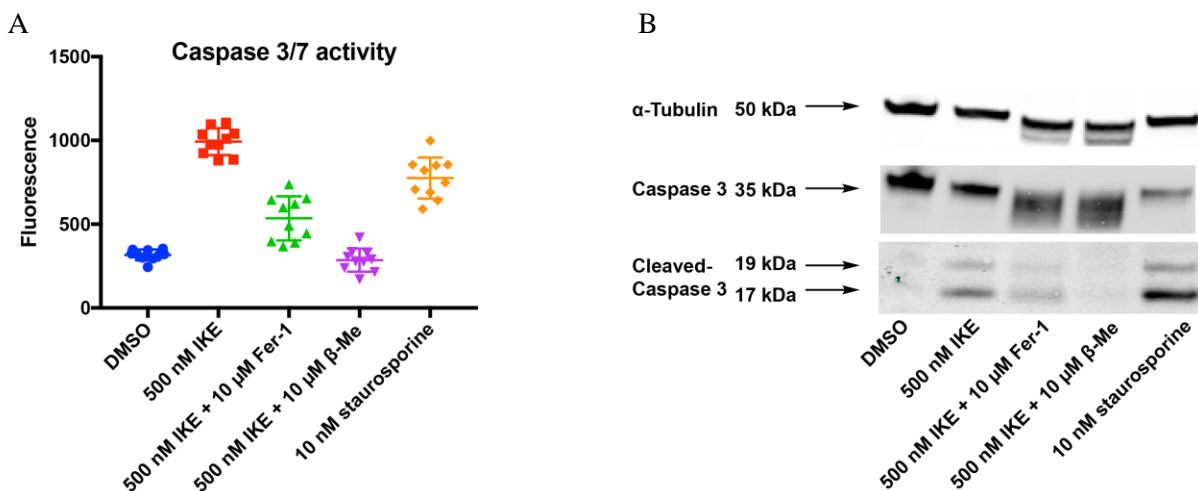 A
Caspase 3/7 activity
Fluorescence
1500
1000
500
0
DMSO
500 nM IKE
500 nM IKE + 10 µM Fer-1
500 nM IKE + 10 µM β-Me
10 nM staurosporine
B
α-Tubulin 50 kDa
Caspase 3 35 kDa
Cleaved- 19 kDa
Caspase 3 17 kDa
DMSO
500 nM IKE
500 nM IKE + 10 µM Fer-1
500 nM IKE + 10 µM β-Me
10 nM staurosporine